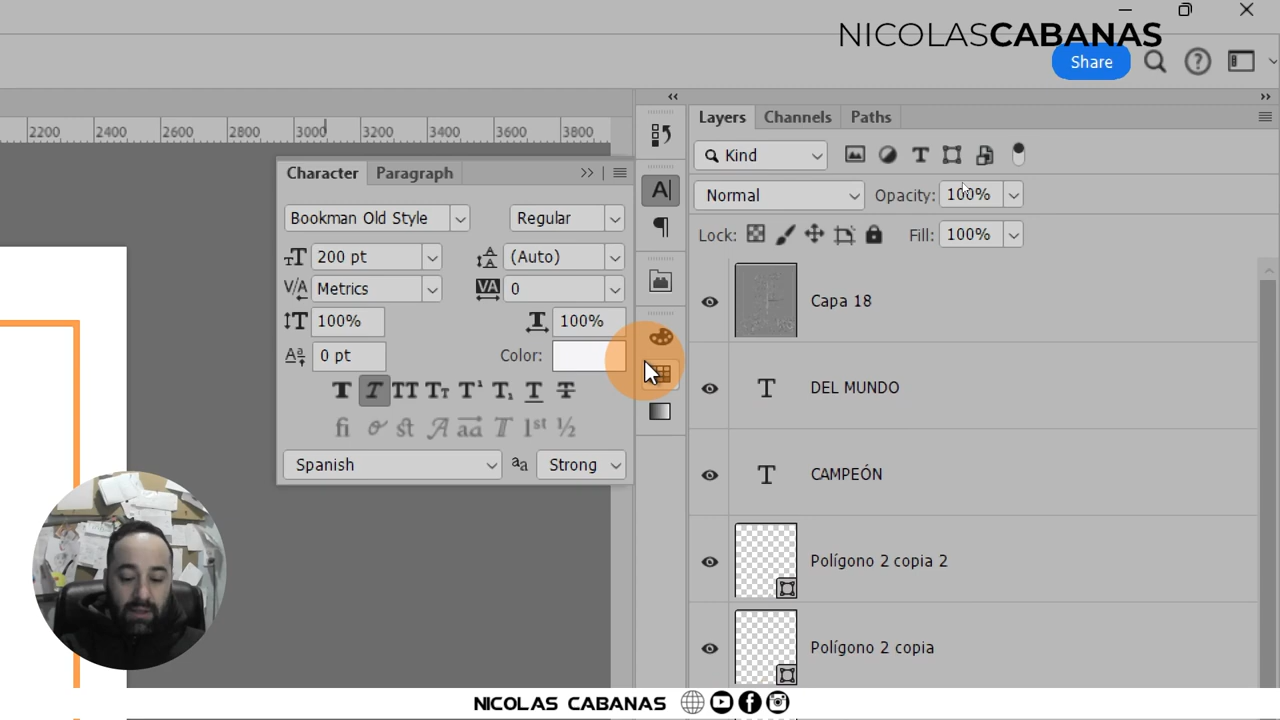 NICOLASCABANAS
Share
2200 2400 2600 2800 3000 3200 3400 3600 3800
Layers Channels Paths
Kind
Character Paragraph
Normal Opacity: 100%
Bookman Old Style Regular
Lock: Fill: 100%
200 pt (Auto)
Metrics 0
100% 100%
Capa 18
0 pt Color:
DEL MUNDO
Spanish Strong
CAMPEÓN
Polígono 2 copia 2
Polígono 2 copia
NICOLAS CABANAS